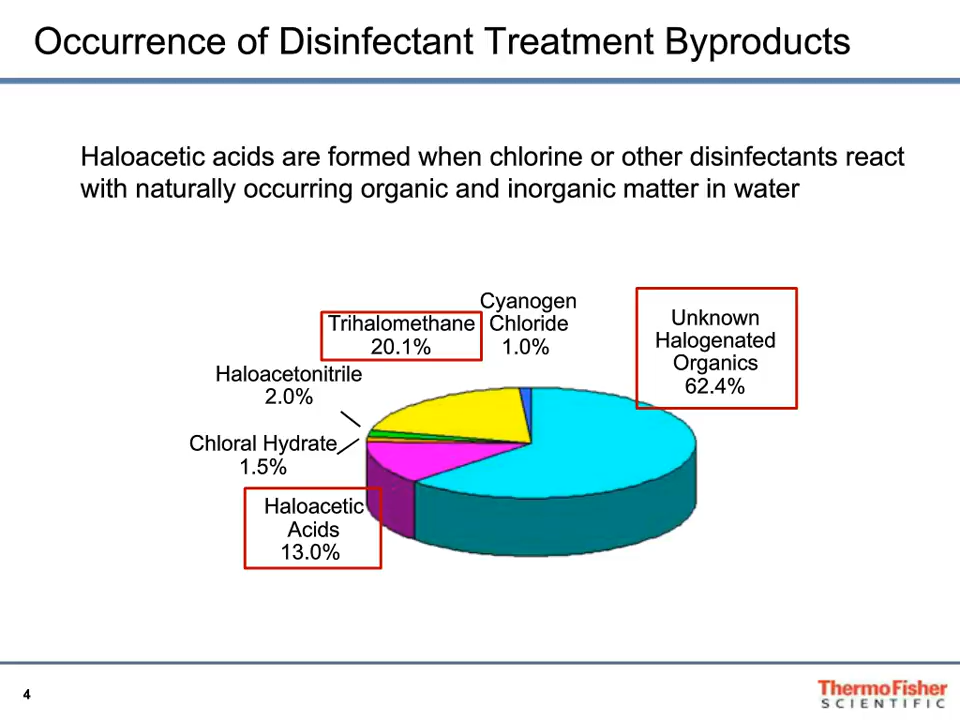 Occurrence of Disinfectant Treatment Byproducts
Haloacetic acids are formed when chlorine or other disinfectants react
with naturally occurring organic and inorganic matter in water
Cyanogen
Chloride
1.0%
Trihalomethane
20.1%
Unknown
Halogenated
Organics
62.4%
Haloacetonitrile
2.0%
Chloral Hydrate
1.5%
Haloacetic
Acids
13.0%
4
ThermoFisher
SCIENTIFIC